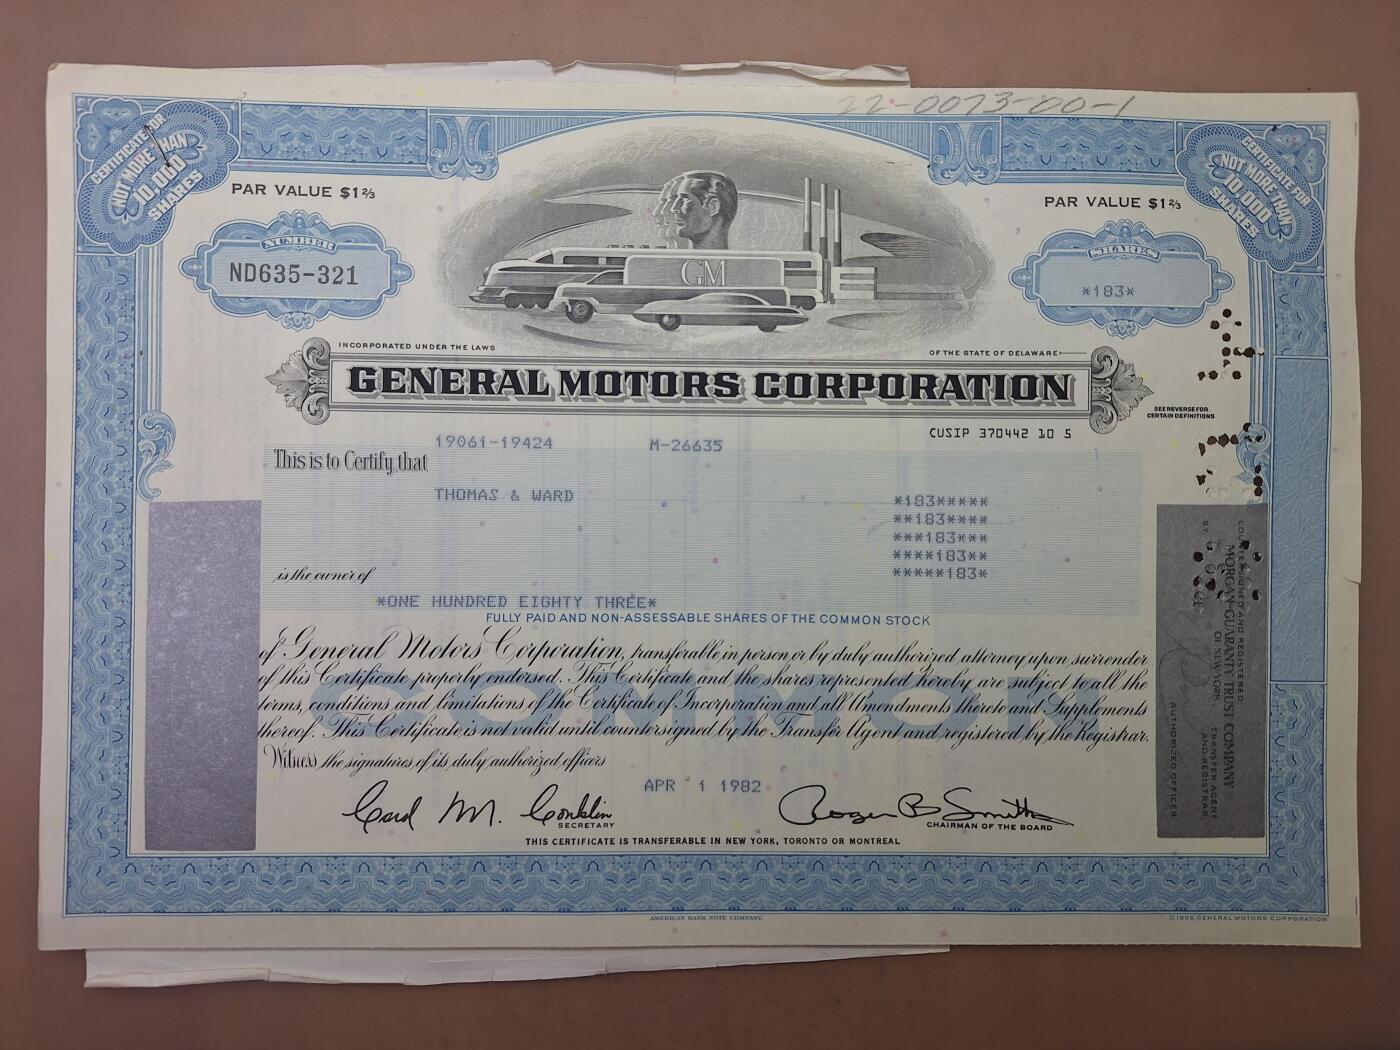 22-0073-00-1
CERTIFICATE FOR
NOT MORE THAN
10,000
SHARES
CERTIFICATE FOR
NOT MORE THAN
10,000
SHARES
PAR VALUE $1⅔
PAR VALUE $1⅔
NUMBER
ND635-321
SHARES
*183*
GM
INCORPORATED UNDER THE LAWS
OF THE STATE OF DELAWARE
GENERAL MOTORS CORPORATION
SEE REVERSE FOR
CERTAIN DEFINITIONS
CUSIP 370442 10 5
19061-19424 M-26635
This is to Certify that
THOMAS & WARD
*183*****
**183****
***183***
****183**
*****183*
is the owner of
*ONE HUNDRED EIGHTY THREE*
FULLY PAID AND NON-ASSESSABLE SHARES OF THE COMMON STOCK
COMMON
of General Motors Corporation, transferable in person or by duly authorized attorney upon surrender
of this Certificate properly endorsed. This Certificate and the shares represented hereby are subject to all the
terms, conditions and limitations of the Certificate of Incorporation and all Amendments thereto and Supplements
thereof. This Certificate is not valid until countersigned by the Transfer Agent and registered by the Registrar.
Witness the signatures of its duly authorized officers
APR 1 1982
Roger B Smith
SECRETARY
CHAIRMAN OF THE BOARD
THIS CERTIFICATE IS TRANSFERABLE IN NEW YORK, TORONTO OR MONTREAL
COUNTERSIGNED AND REGISTERED
MORGAN GUARANTY TRUST COMPANY
OF NEW YORK
TRANSFER AGENT
AND REGISTRAR,
BY
AUTHORIZED OFFICER.
AMERICAN BANK NOTE COMPANY.
© 1955, GENERAL MOTORS CORPORATION